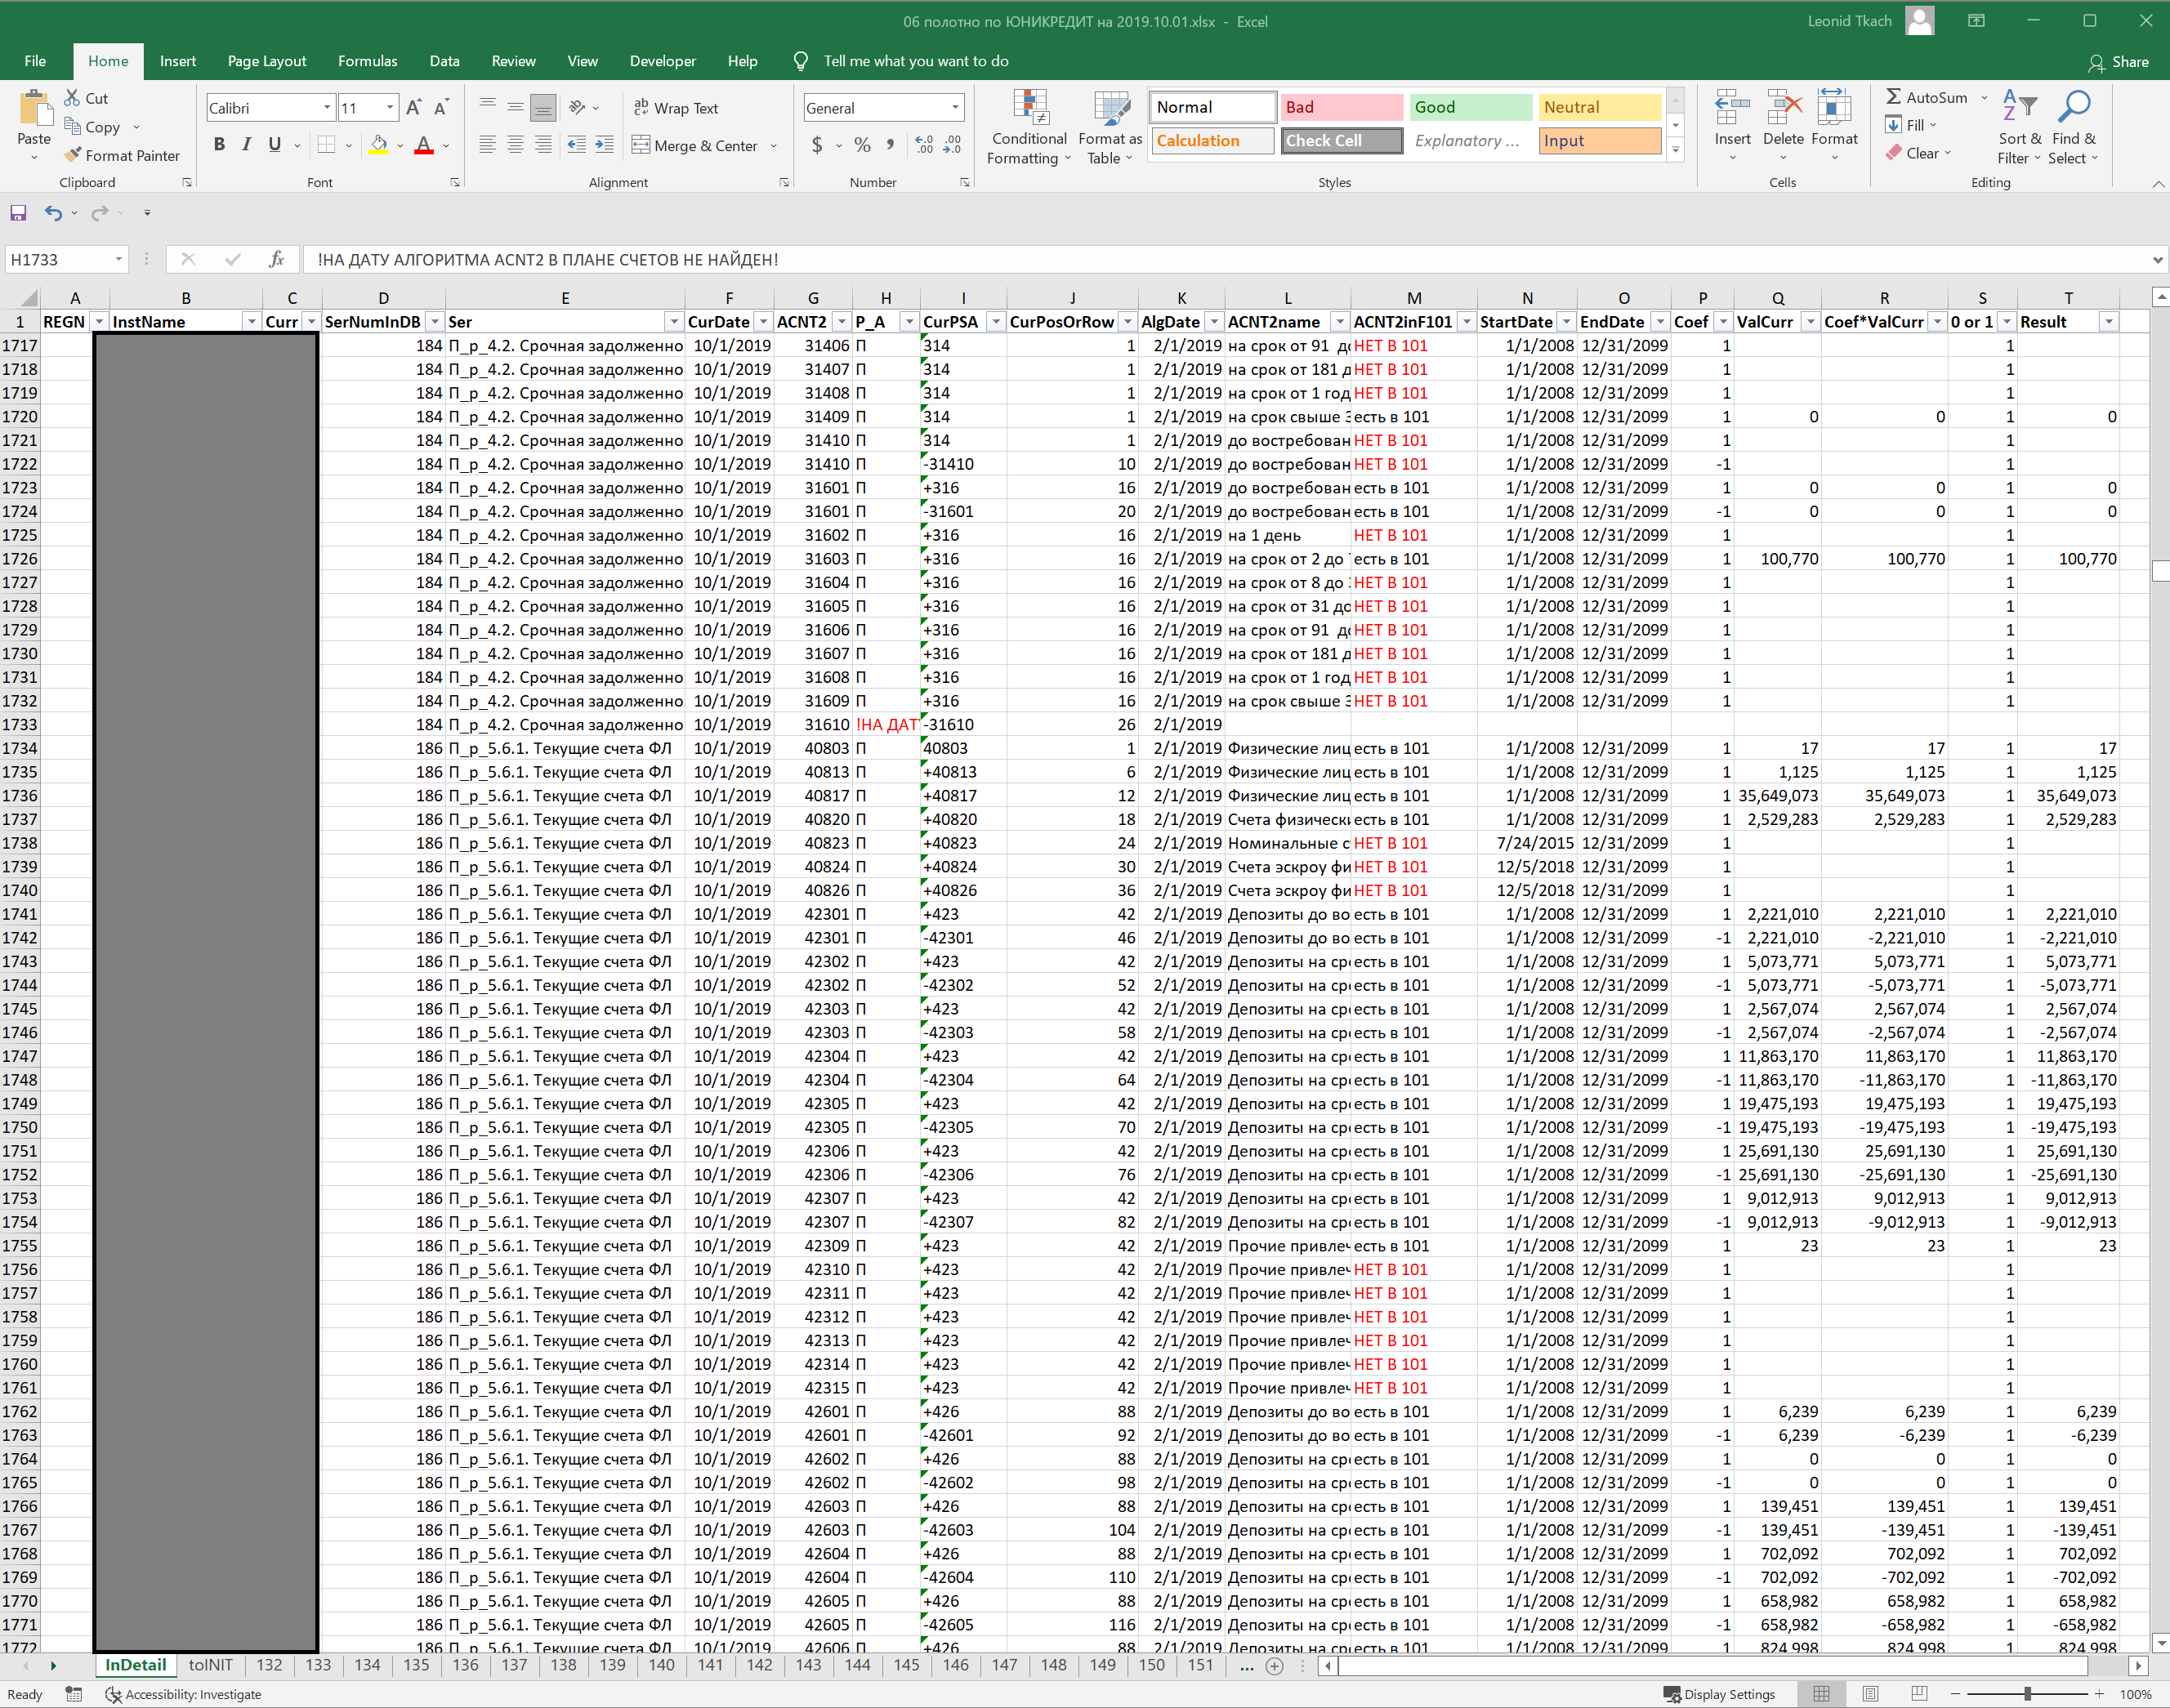 06 полотно по ЮНИКРЕДИТ на 2019.10.01.xlsx - Excel
Leonid Tkach
File Home Insert Page Layout Formulas Data Review View Developer Help Tell me what you want to do Share
Paste Cut Copy Format Painter Clipboard
Calibri 11 B I U Font
Wrap Text Merge & Center Alignment
General $ % Number
Conditional Formatting Format as Table
Normal Bad Good Neutral
Calculation Check Cell Explanatory ... Input
Styles
Insert Delete Format Cells
AutoSum Fill Clear Sort & Filter Find & Select Editing
H1733 fx !НА ДАТУ АЛГОРИТМА ACNT2 В ПЛАНЕ СЧЕТОВ НЕ НАЙДЕН!
A B C D E F G H I J K L M N O P Q R S T
1 REGN InstName Curr SerNumInDB Ser CurDate ACNT2 P_A CurPSA CurPosOrRow AlgDate ACNT2name ACNT2inF101 StartDate EndDate Coef ValCurr Coef*ValCurr 0 or 1 Result
1717 184 П_р_4.2. Срочная задолженно 10/1/2019 31406 П 314 1 2/1/2019 на срок от 91 до НЕТ В 101 1/1/2008 12/31/2099 1 1
1718 184 П_р_4.2. Срочная задолженно 10/1/2019 31407 П 314 1 2/1/2019 на срок от 181 д НЕТ В 101 1/1/2008 12/31/2099 1 1
1719 184 П_р_4.2. Срочная задолженно 10/1/2019 31408 П 314 1 2/1/2019 на срок от 1 год НЕТ В 101 1/1/2008 12/31/2099 1 1
1720 184 П_р_4.2. Срочная задолженно 10/1/2019 31409 П 314 1 2/1/2019 на срок свыше 3 есть в 101 1/1/2008 12/31/2099 1 0 0 1 0
1721 184 П_р_4.2. Срочная задолженно 10/1/2019 31410 П 314 1 2/1/2019 до востребован НЕТ В 101 1/1/2008 12/31/2099 1 1
1722 184 П_р_4.2. Срочная задолженно 10/1/2019 31410 П -31410 10 2/1/2019 до востребован НЕТ В 101 1/1/2008 12/31/2099 -1 1
1723 184 П_р_4.2. Срочная задолженно 10/1/2019 31601 П +316 16 2/1/2019 до востребован есть в 101 1/1/2008 12/31/2099 1 0 0 1 0
1724 184 П_р_4.2. Срочная задолженно 10/1/2019 31601 П -31601 20 2/1/2019 до востребован есть в 101 1/1/2008 12/31/2099 -1 0 0 1 0
1725 184 П_р_4.2. Срочная задолженно 10/1/2019 31602 П +316 16 2/1/2019 на 1 день НЕТ В 101 1/1/2008 12/31/2099 1 1
1726 184 П_р_4.2. Срочная задолженно 10/1/2019 31603 П +316 16 2/1/2019 на срок от 2 до есть в 101 1/1/2008 12/31/2099 1 100,770 100,770 1 100,770
1727 184 П_р_4.2. Срочная задолженно 10/1/2019 31604 П +316 16 2/1/2019 на срок от 8 до НЕТ В 101 1/1/2008 12/31/2099 1 1
1728 184 П_р_4.2. Срочная задолженно 10/1/2019 31605 П +316 16 2/1/2019 на срок от 31 до НЕТ В 101 1/1/2008 12/31/2099 1 1
1729 184 П_р_4.2. Срочная задолженно 10/1/2019 31606 П +316 16 2/1/2019 на срок от 91 до НЕТ В 101 1/1/2008 12/31/2099 1 1
1730 184 П_р_4.2. Срочная задолженно 10/1/2019 31607 П +316 16 2/1/2019 на срок от 181 д НЕТ В 101 1/1/2008 12/31/2099 1 1
1731 184 П_р_4.2. Срочная задолженно 10/1/2019 31608 П +316 16 2/1/2019 на срок от 1 год НЕТ В 101 1/1/2008 12/31/2099 1 1
1732 184 П_р_4.2. Срочная задолженно 10/1/2019 31609 П +316 16 2/1/2019 на срок свыше 3 НЕТ В 101 1/1/2008 12/31/2099 1 1
1733 184 П_р_4.2. Срочная задолженно 10/1/2019 31610 !НА ДАТ -31610 26 2/1/2019
1734 186 П_р_5.6.1. Текущие счета ФЛ 10/1/2019 40803 П 40803 1 2/1/2019 Физические лиц есть в 101 1/1/2008 12/31/2099 1 17 17 1 17
1735 186 П_р_5.6.1. Текущие счета ФЛ 10/1/2019 40813 П +40813 6 2/1/2019 Физические лиц есть в 101 1/1/2008 12/31/2099 1 1,125 1,125 1 1,125
1736 186 П_р_5.6.1. Текущие счета ФЛ 10/1/2019 40817 П +40817 12 2/1/2019 Физические лиц есть в 101 1/1/2008 12/31/2099 1 35,649,073 35,649,073 1 35,649,073
1737 186 П_р_5.6.1. Текущие счета ФЛ 10/1/2019 40820 П +40820 18 2/1/2019 Счета физически есть в 101 1/1/2008 12/31/2099 1 2,529,283 2,529,283 1 2,529,283
1738 186 П_р_5.6.1. Текущие счета ФЛ 10/1/2019 40823 П +40823 24 2/1/2019 Номинальные с НЕТ В 101 7/24/2015 12/31/2099 1 1
1739 186 П_р_5.6.1. Текущие счета ФЛ 10/1/2019 40824 П +40824 30 2/1/2019 Счета эскроу фи НЕТ В 101 12/5/2018 12/31/2099 1 1
1740 186 П_р_5.6.1. Текущие счета ФЛ 10/1/2019 40826 П +40826 36 2/1/2019 Счета эскроу фи НЕТ В 101 12/5/2018 12/31/2099 1 1
1741 186 П_р_5.6.1. Текущие счета ФЛ 10/1/2019 42301 П +423 42 2/1/2019 Депозиты до во есть в 101 1/1/2008 12/31/2099 1 2,221,010 2,221,010 1 2,221,010
1742 186 П_р_5.6.1. Текущие счета ФЛ 10/1/2019 42301 П -42301 46 2/1/2019 Депозиты до во есть в 101 1/1/2008 12/31/2099 -1 2,221,010 -2,221,010 1 -2,221,010
1743 186 П_р_5.6.1. Текущие счета ФЛ 10/1/2019 42302 П +423 42 2/1/2019 Депозиты на сро есть в 101 1/1/2008 12/31/2099 1 5,073,771 5,073,771 1 5,073,771
1744 186 П_р_5.6.1. Текущие счета ФЛ 10/1/2019 42302 П -42302 52 2/1/2019 Депозиты на сро есть в 101 1/1/2008 12/31/2099 -1 5,073,771 -5,073,771 1 -5,073,771
1745 186 П_р_5.6.1. Текущие счета ФЛ 10/1/2019 42303 П +423 42 2/1/2019 Депозиты на сро есть в 101 1/1/2008 12/31/2099 1 2,567,074 2,567,074 1 2,567,074
1746 186 П_р_5.6.1. Текущие счета ФЛ 10/1/2019 42303 П -42303 58 2/1/2019 Депозиты на сро есть в 101 1/1/2008 12/31/2099 -1 2,567,074 -2,567,074 1 -2,567,074
1747 186 П_р_5.6.1. Текущие счета ФЛ 10/1/2019 42304 П +423 42 2/1/2019 Депозиты на сро есть в 101 1/1/2008 12/31/2099 1 11,863,170 11,863,170 1 11,863,170
1748 186 П_р_5.6.1. Текущие счета ФЛ 10/1/2019 42304 П -42304 64 2/1/2019 Депозиты на сро есть в 101 1/1/2008 12/31/2099 -1 11,863,170 -11,863,170 1 -11,863,170
1749 186 П_р_5.6.1. Текущие счета ФЛ 10/1/2019 42305 П +423 42 2/1/2019 Депозиты на сро есть в 101 1/1/2008 12/31/2099 1 19,475,193 19,475,193 1 19,475,193
1750 186 П_р_5.6.1. Текущие счета ФЛ 10/1/2019 42305 П -42305 70 2/1/2019 Депозиты на сро есть в 101 1/1/2008 12/31/2099 -1 19,475,193 -19,475,193 1 -19,475,193
1751 186 П_р_5.6.1. Текущие счета ФЛ 10/1/2019 42306 П +423 42 2/1/2019 Депозиты на сро есть в 101 1/1/2008 12/31/2099 1 25,691,130 25,691,130 1 25,691,130
1752 186 П_р_5.6.1. Текущие счета ФЛ 10/1/2019 42306 П -42306 76 2/1/2019 Депозиты на сро есть в 101 1/1/2008 12/31/2099 -1 25,691,130 -25,691,130 1 -25,691,130
1753 186 П_р_5.6.1. Текущие счета ФЛ 10/1/2019 42307 П +423 42 2/1/2019 Депозиты на сро есть в 101 1/1/2008 12/31/2099 1 9,012,913 9,012,913 1 9,012,913
1754 186 П_р_5.6.1. Текущие счета ФЛ 10/1/2019 42307 П -42307 82 2/1/2019 Депозиты на сро есть в 101 1/1/2008 12/31/2099 -1 9,012,913 -9,012,913 1 -9,012,913
1755 186 П_р_5.6.1. Текущие счета ФЛ 10/1/2019 42309 П +423 42 2/1/2019 Прочие привлеч есть в 101 1/1/2008 12/31/2099 1 23 23 1 23
1756 186 П_р_5.6.1. Текущие счета ФЛ 10/1/2019 42310 П +423 42 2/1/2019 Прочие привлеч НЕТ В 101 1/1/2008 12/31/2099 1 1
1757 186 П_р_5.6.1. Текущие счета ФЛ 10/1/2019 42311 П +423 42 2/1/2019 Прочие привлеч НЕТ В 101 1/1/2008 12/31/2099 1 1
1758 186 П_р_5.6.1. Текущие счета ФЛ 10/1/2019 42312 П +423 42 2/1/2019 Прочие привлеч НЕТ В 101 1/1/2008 12/31/2099 1 1
1759 186 П_р_5.6.1. Текущие счета ФЛ 10/1/2019 42313 П +423 42 2/1/2019 Прочие привлеч НЕТ В 101 1/1/2008 12/31/2099 1 1
1760 186 П_р_5.6.1. Текущие счета ФЛ 10/1/2019 42314 П +423 42 2/1/2019 Прочие привлеч НЕТ В 101 1/1/2008 12/31/2099 1 1
1761 186 П_р_5.6.1. Текущие счета ФЛ 10/1/2019 42315 П +423 42 2/1/2019 Прочие привлеч НЕТ В 101 1/1/2008 12/31/2099 1 1
1762 186 П_р_5.6.1. Текущие счета ФЛ 10/1/2019 42601 П +426 88 2/1/2019 Депозиты до во есть в 101 1/1/2008 12/31/2099 1 6,239 6,239 1 6,239
1763 186 П_р_5.6.1. Текущие счета ФЛ 10/1/2019 42601 П -42601 92 2/1/2019 Депозиты до во есть в 101 1/1/2008 12/31/2099 -1 6,239 -6,239 1 -6,239
1764 186 П_р_5.6.1. Текущие счета ФЛ 10/1/2019 42602 П +426 88 2/1/2019 Депозиты на сро есть в 101 1/1/2008 12/31/2099 1 0 0 1 0
1765 186 П_р_5.6.1. Текущие счета ФЛ 10/1/2019 42602 П -42602 98 2/1/2019 Депозиты на сро есть в 101 1/1/2008 12/31/2099 -1 0 0 1 0
1766 186 П_р_5.6.1. Текущие счета ФЛ 10/1/2019 42603 П +426 88 2/1/2019 Депозиты на сро есть в 101 1/1/2008 12/31/2099 1 139,451 139,451 1 139,451
1767 186 П_р_5.6.1. Текущие счета ФЛ 10/1/2019 42603 П -42603 104 2/1/2019 Депозиты на сро есть в 101 1/1/2008 12/31/2099 -1 139,451 -139,451 1 -139,451
1768 186 П_р_5.6.1. Текущие счета ФЛ 10/1/2019 42604 П +426 88 2/1/2019 Депозиты на сро есть в 101 1/1/2008 12/31/2099 1 702,092 702,092 1 702,092
1769 186 П_р_5.6.1. Текущие счета ФЛ 10/1/2019 42604 П -42604 110 2/1/2019 Депозиты на сро есть в 101 1/1/2008 12/31/2099 -1 702,092 -702,092 1 -702,092
1770 186 П_р_5.6.1. Текущие счета ФЛ 10/1/2019 42605 П +426 88 2/1/2019 Депозиты на сро есть в 101 1/1/2008 12/31/2099 1 658,982 658,982 1 658,982
1771 186 П_р_5.6.1. Текущие счета ФЛ 10/1/2019 42605 П -42605 116 2/1/2019 Депозиты на сро есть в 101 1/1/2008 12/31/2099 -1 658,982 -658,982 1 -658,982
1772 186 П_р_5.6.1. Текущие счета ФЛ 10/1/2019 42606 П +426 88 2/1/2019 Депозиты на сро есть в 101 1/1/2008 12/31/2099 1 824,998 824,998 1 824,998
InDetail toINIT 132 133 134 135 136 137 138 139 140 141 142 143 144 145 146 147 148 149 150 151 ...
Ready Accessibility: Investigate Display Settings 100%